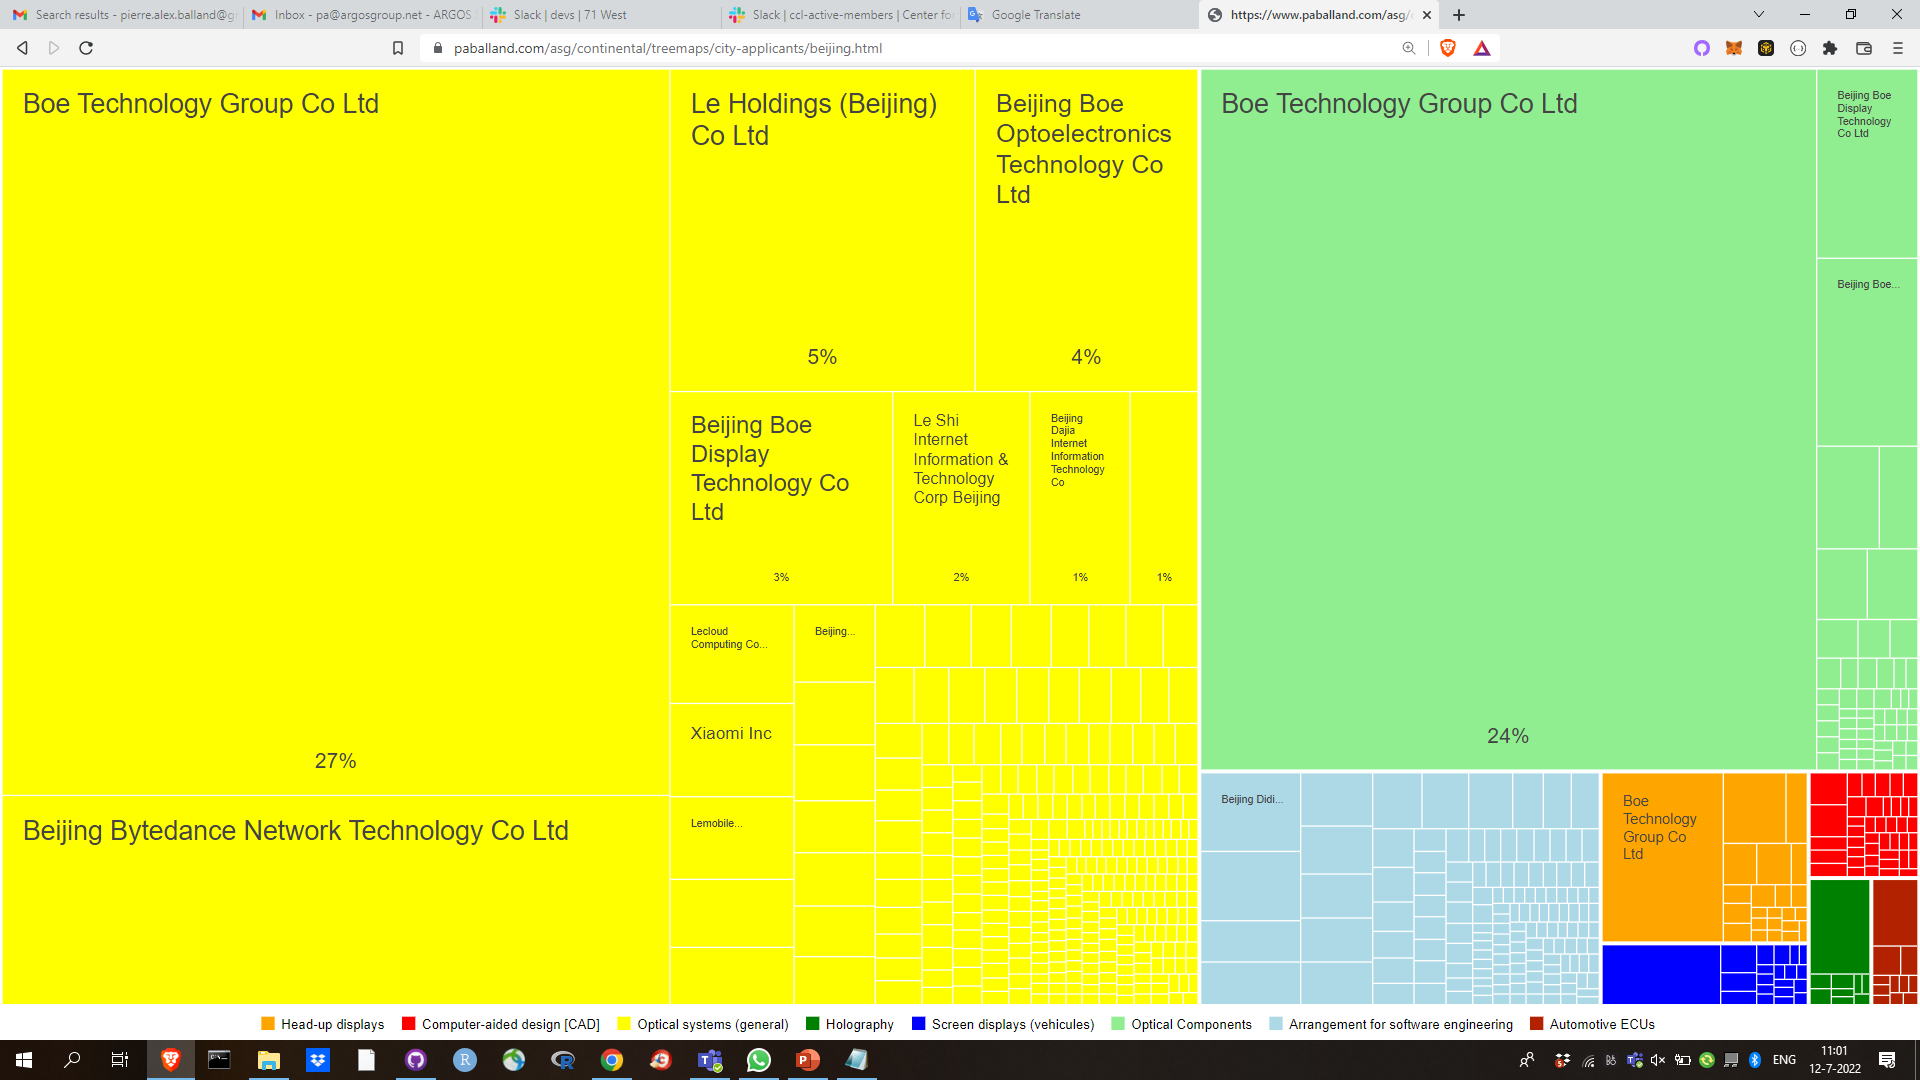 Search results - pierre.alex.balland@g
Inbox - pa@argosgroup.net - ARGOS
Slack | devs | 71 West
Slack | ccl-active-members | Center fo
Google Translate
https://www.paballand.com/asg/
paballand.com/asg/continental/treemaps/city-applicants/beijing.html
Boe Technology Group Co Ltd
27%
Beijing Bytedance Network Technology Co Ltd
Le Holdings (Beijing)
Co Ltd
5%
Beijing Boe
Optoelectronics
Technology Co
Ltd
4%
Beijing Boe
Display
Technology Co
Ltd
3%
Le Shi
Internet
Information &
Technology
Corp Beijing
2%
Beijing
Dajia
Internet
Information
Technology
Co
1%
1%
Lecloud
Computing Co...
Beijing...
Xiaomi Inc
Lemobile...
Boe Technology Group Co Ltd
24%
Beijing Boe
Display
Technology
Co Ltd
Beijing Boe...
Beijing Didi...
Boe
Technology
Group Co
Ltd
Head-up displays
Computer-aided design [CAD]
Optical systems (general)
Holography
Screen displays (vehicules)
Optical Components
Arrangement for software engineering
Automotive ECUs
ENG
11:01
12-7-2022